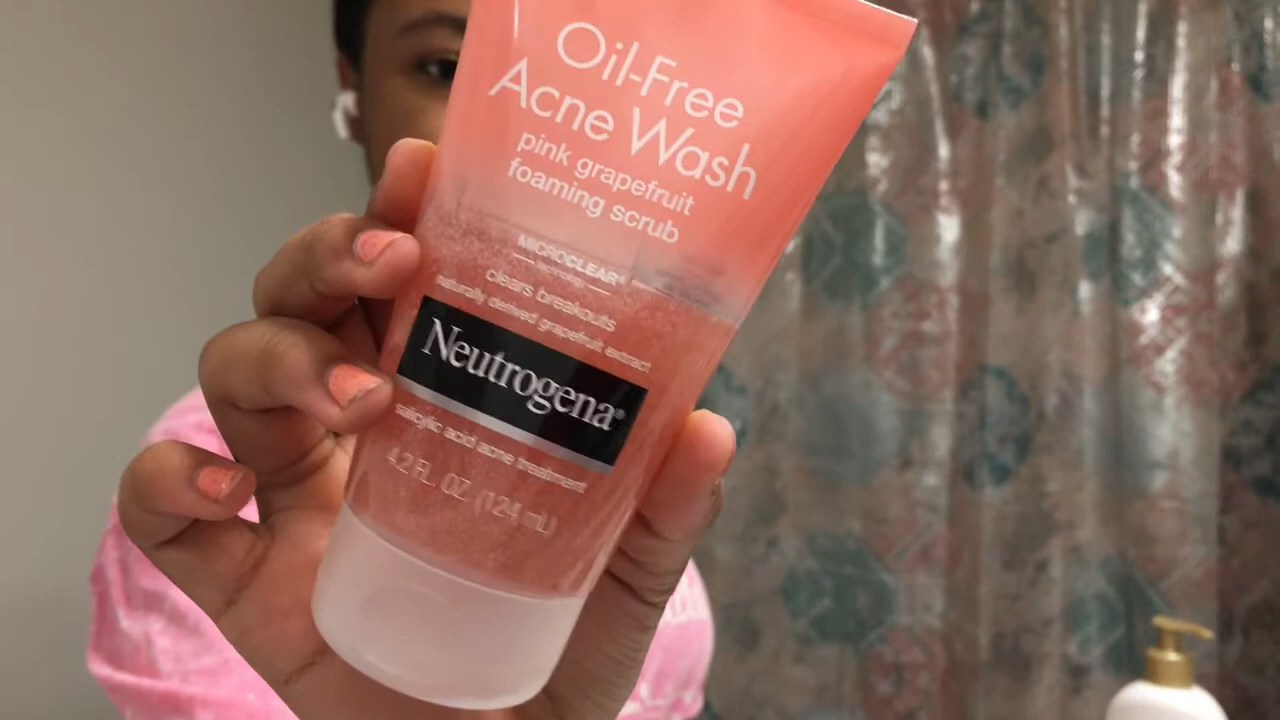 Oil-Free
Acne Wash
pink grapefruit
foaming scrub
MICROCLEAR®
technology
clears breakouts
naturally derived grapefruit extract
Neutrogena®
salicylic acid acne treatment
4.2 FL. OZ. (124 mL)